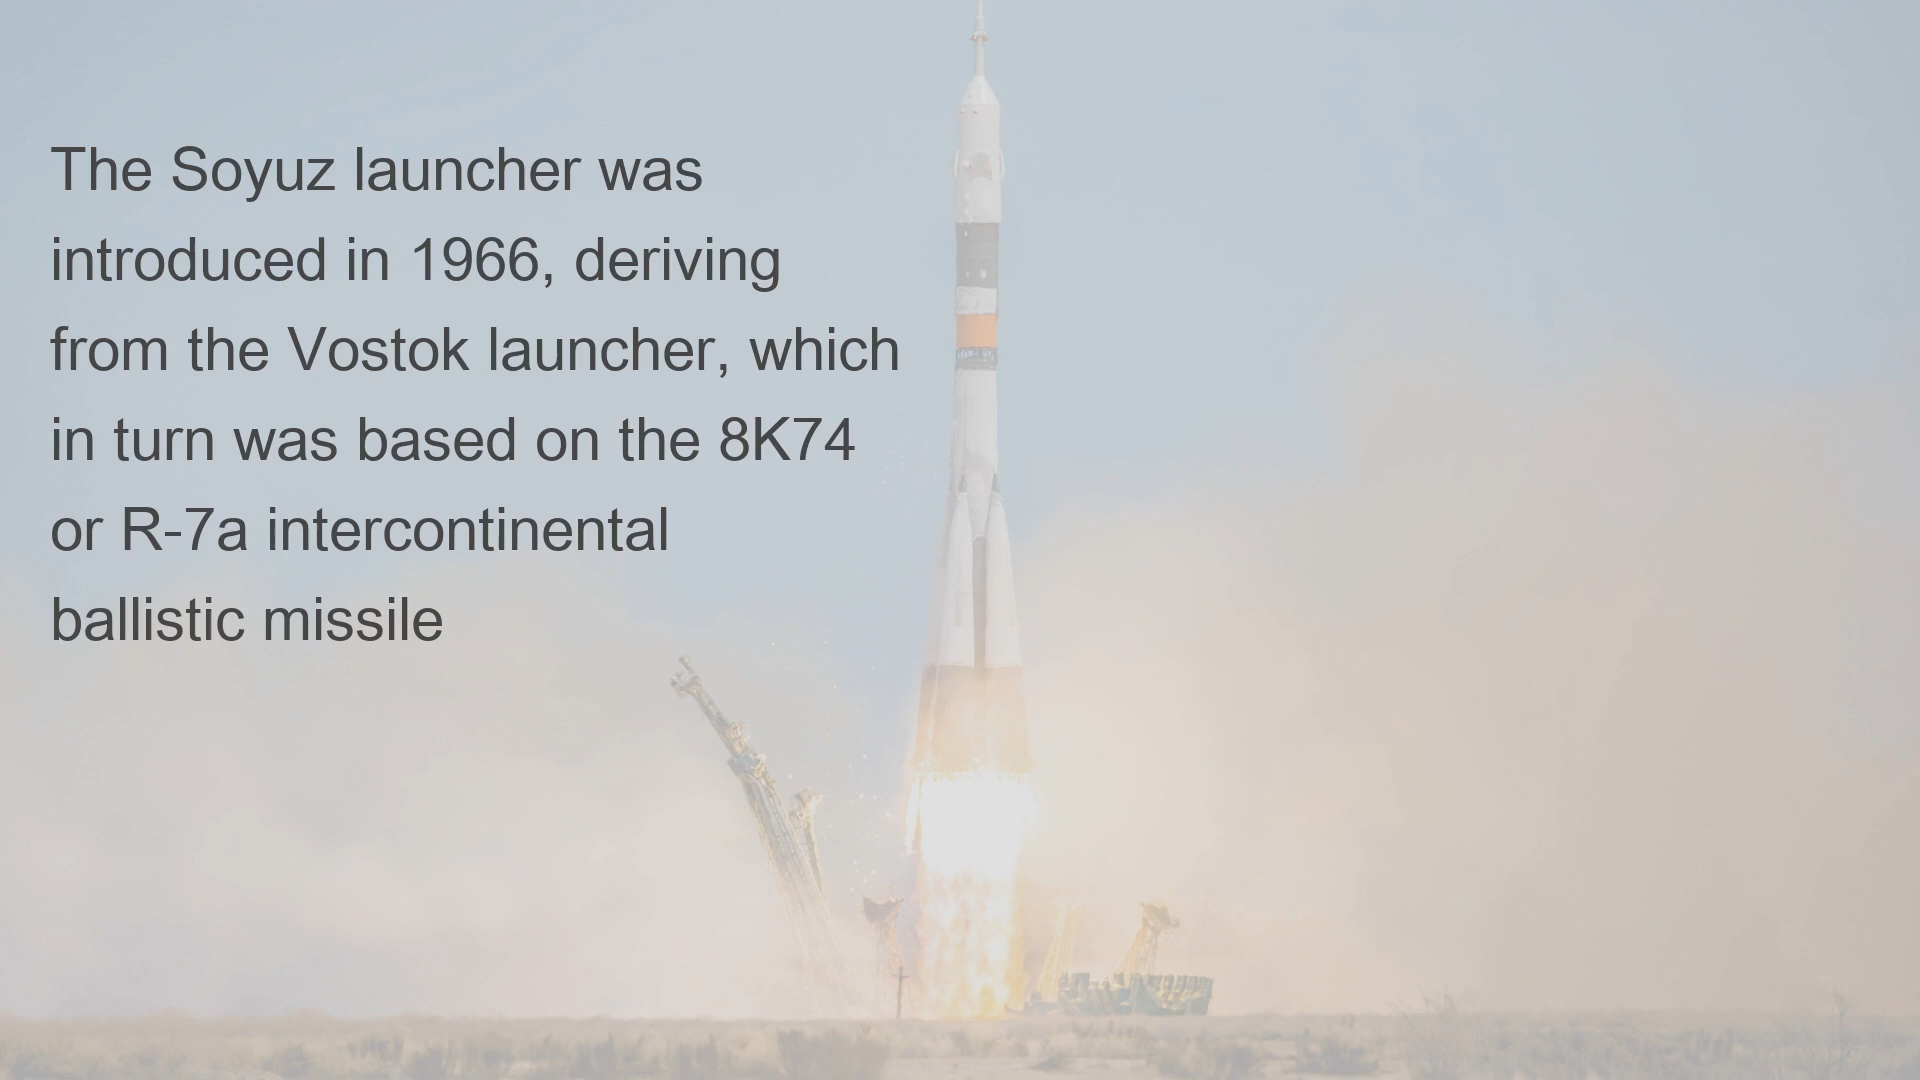 The Soyuz launcher was
introduced in 1966, deriving
from the Vostok launcher, which
in turn was based on the 8K74
or R-7a intercontinental
ballistic missile